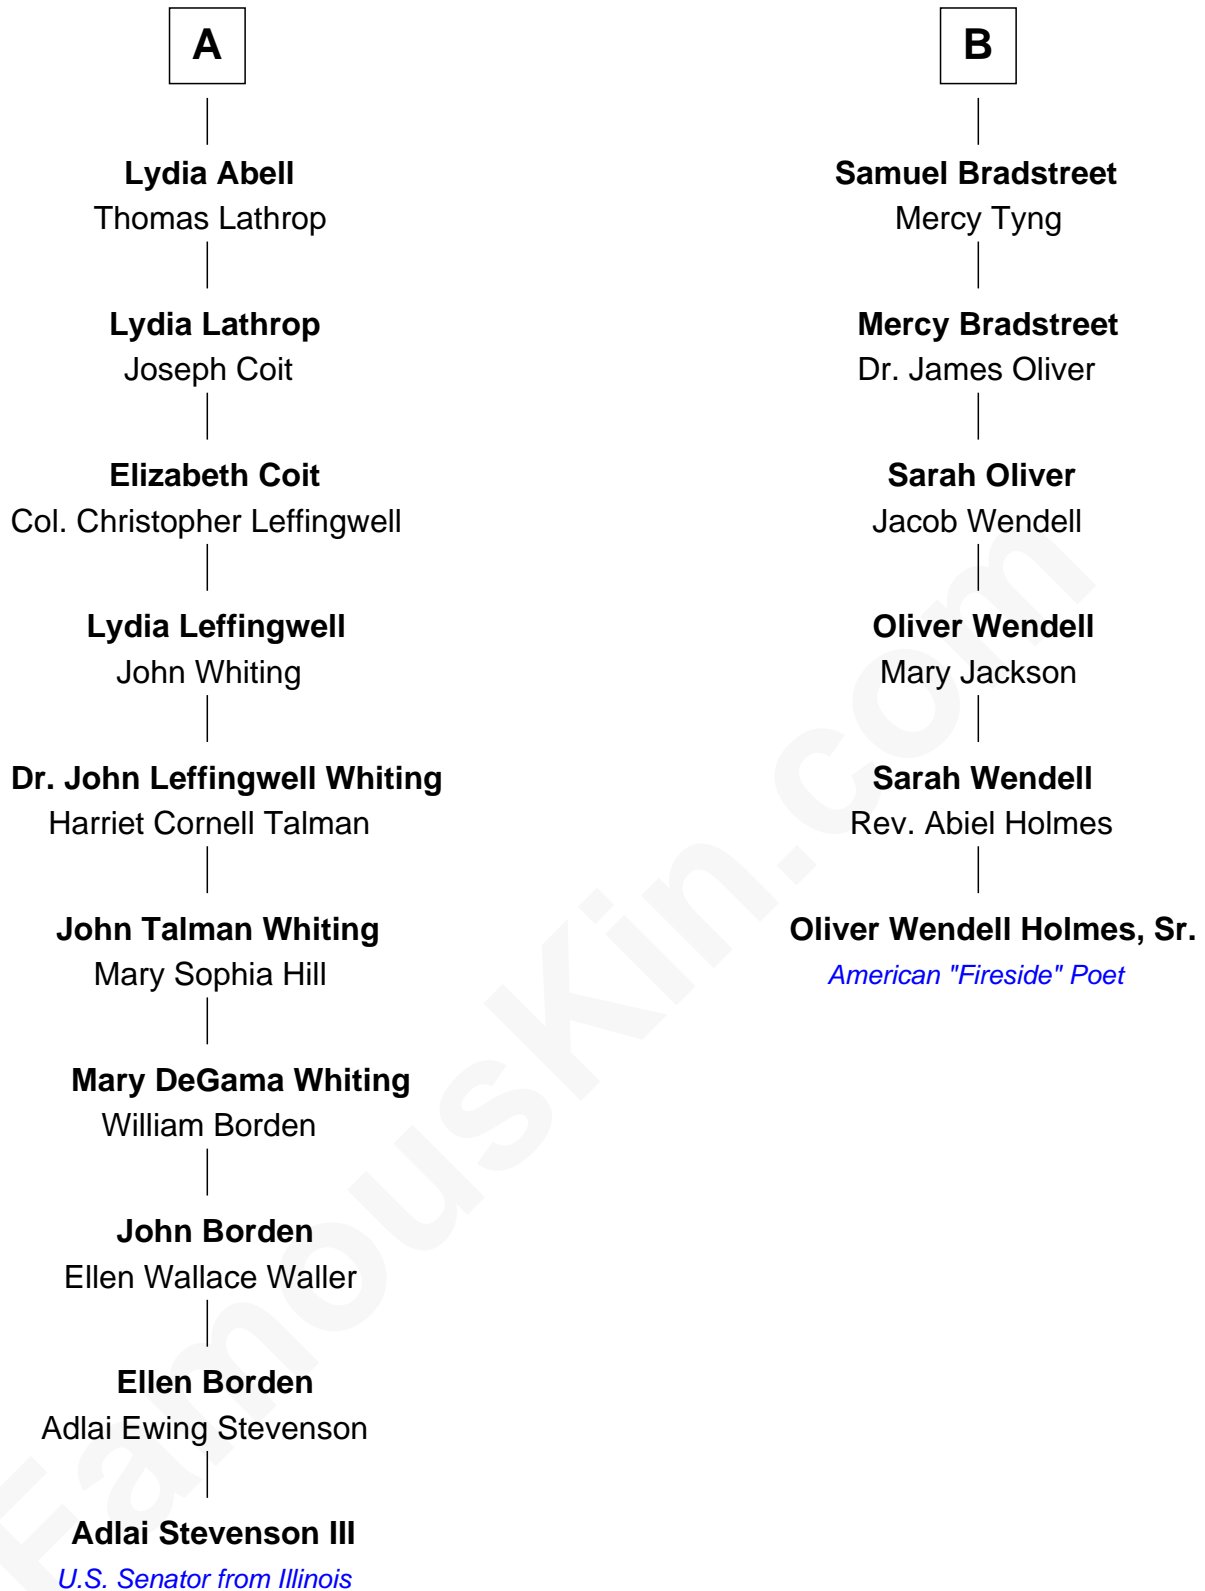 A
Lydia Abell
Thomas Lathrop
Lydia Lathrop
Joseph Coit
Elizabeth Coit
Col. Christopher Leffingwell
Lydia Leffingwell
John Whiting
Dr. John Leffingwell Whiting
Harriet Cornell Talman
John Talman Whiting
Mary Sophia Hill
Mary DeGama Whiting
William Borden
John Borden
Ellen Wallace Waller
Ellen Borden
Adlai Ewing Stevenson
Adlai Stevenson III
U.S. Senator from Illinois
B
Samuel Bradstreet
Mercy Tyng
Mercy Bradstreet
Dr. James Oliver
Sarah Oliver
Jacob Wendell
Oliver Wendell
Mary Jackson
Sarah Wendell
Rev. Abiel Holmes
Oliver Wendell Holmes, Sr.
American "Fireside" Poet
FamousKin.com